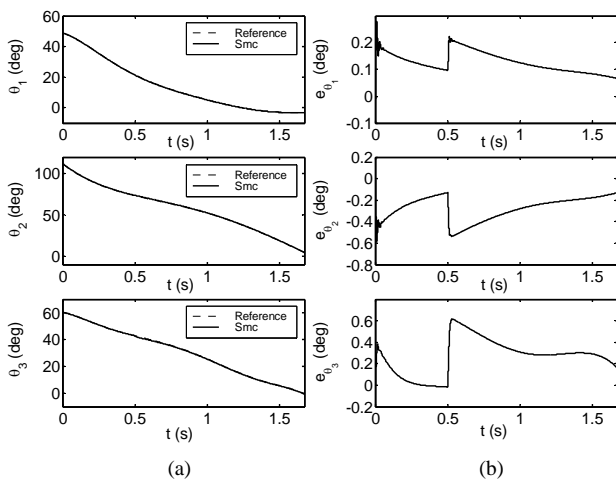 60
40
20
0
θ1 (deg)
Reference
Smc
0 0.5 1 1.5
t (s)
0.2
0.1
0
-0.1
eθ1 (deg)
0 0.5 1 1.5
t (s)
100
50
0
θ2 (deg)
Reference
Smc
0 0.5 1 1.5
t (s)
0.2
0
-0.2
-0.4
-0.6
-0.8
eθ2 (deg)
0 0.5 1 1.5
t (s)
60
40
20
0
θ3 (deg)
Reference
Smc
0 0.5 1 1.5
t (s)
0.6
0.4
0.2
0
-0.2
eθ3 (deg)
0 0.5 1 1.5
t (s)
(a) (b)